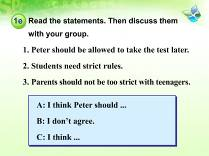 1e Read the statements. Then discuss them
with your group.
1. Peter should be allowed to take the test later.
2. Students need strict rules.
3. Parents should not be too strict with teenagers.
A: I think Peter should ...
B: I don't agree.
C: I think ...